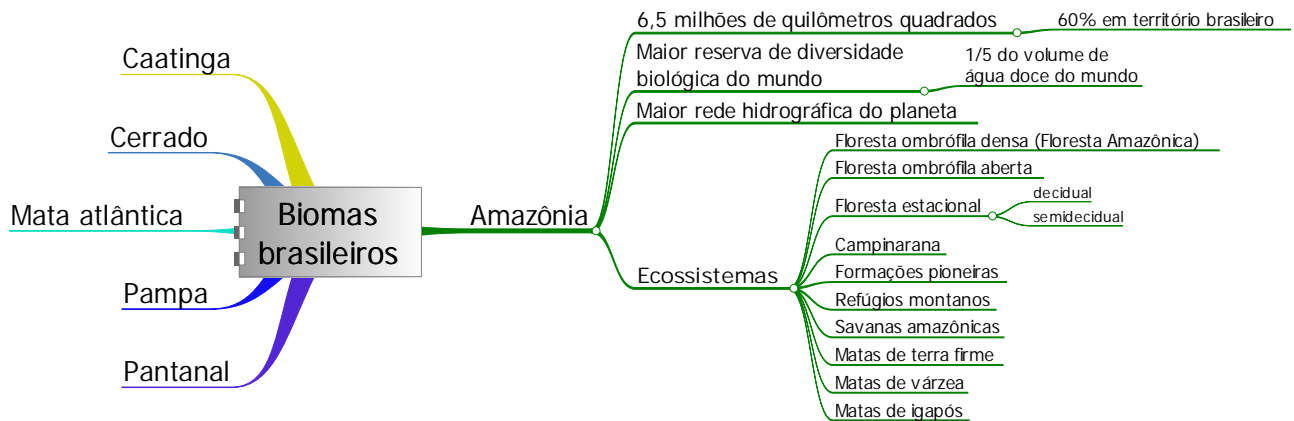 Biomas
brasileiros
Caatinga
Cerrado
Mata atlântica
Pampa
Pantanal
Amazônia
6,5 milhões de quilômetros quadrados
60% em território brasileiro
Maior reserva de diversidade
biológica do mundo
1/5 do volume de
água doce do mundo
Maior rede hidrográfica do planeta
Ecossistemas
Floresta ombrófila densa (Floresta Amazônica)
Floresta ombrófila aberta
Floresta estacional
decidual
semidecidual
Campinarana
Formações pioneiras
Refúgios montanos
Savanas amazônicas
Matas de terra firme
Matas de várzea
Matas de igapós